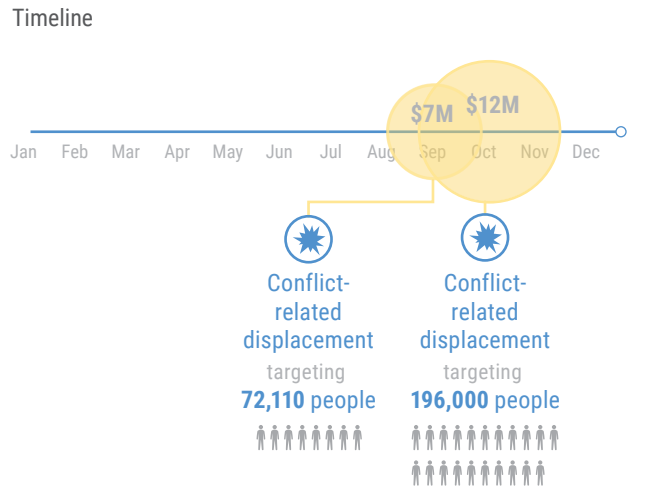 Timeline
$7M $12M
Jan Feb Mar Apr May Jun Jul Aug Sep Oct Nov Dec
Conflict-
related
displacement
targeting
72,110 people
Conflict-
related
displacement
targeting
196,000 people